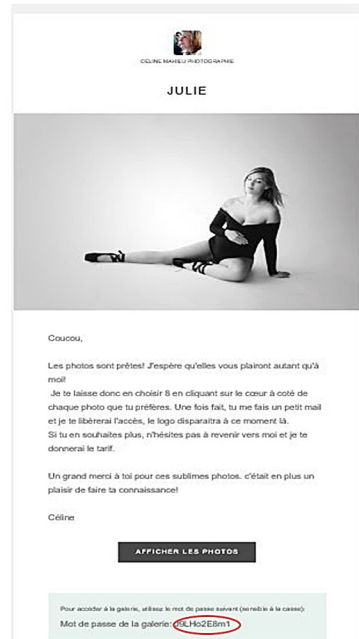 CÉLINE MAHIEU PHOTOGRAPHIE
JULIE
Coucou,
Les photos sont prêtes! J'espère qu'elles vous plairont autant qu'à
moi!
Je te laisse donc en choisir 8 en cliquant sur le cœur à coté de
chaque photo que tu préfères. Une fois fait, tu me fais un petit mail
et je te libèrerai l'accès, le logo disparaitra à ce moment là.
Si tu en souhaites plus, n'hésites pas à revenir vers moi et je te
donnerai le tarif.
Un grand merci à toi pour ces sublimes photos. c'était en plus un
plaisir de faire ta connaissance!
Céline
AFFICHER LES PHOTOS
Pour accéder à la galerie, utilisez le mot de passe suivant (sensible à la casse):
Mot de passe de la galerie: